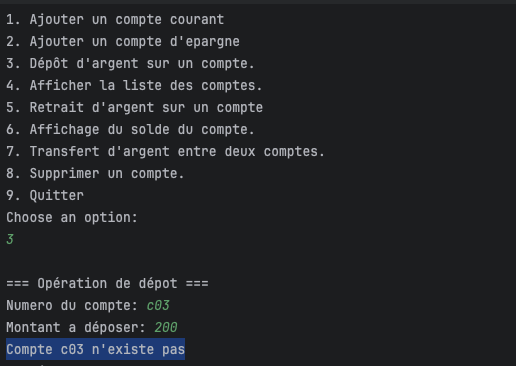 1. Ajouter un compte courant
2. Ajouter un compte d'epargne
3. Dépôt d'argent sur un compte.
4. Afficher la liste des comptes.
5. Retrait d'argent sur un compte
6. Affichage du solde du compte.
7. Transfert d'argent entre deux comptes.
8. Supprimer un compte.
9. Quitter
Choose an option:
3
=== Opération de dépot ===
Numero du compte: c03
Montant a déposer: 200
Compte c03 n'existe pas